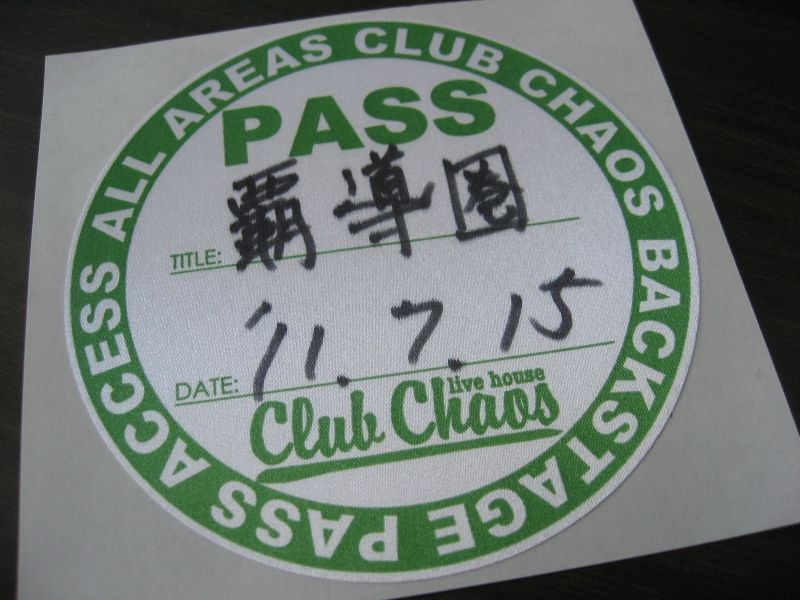 ACCESS ALL AREAS CLUB CHAOS BACKSTAGE PASS
PASS
TITLE: 覇導圏
DATE: '11.7.15
live house
Club Chaos